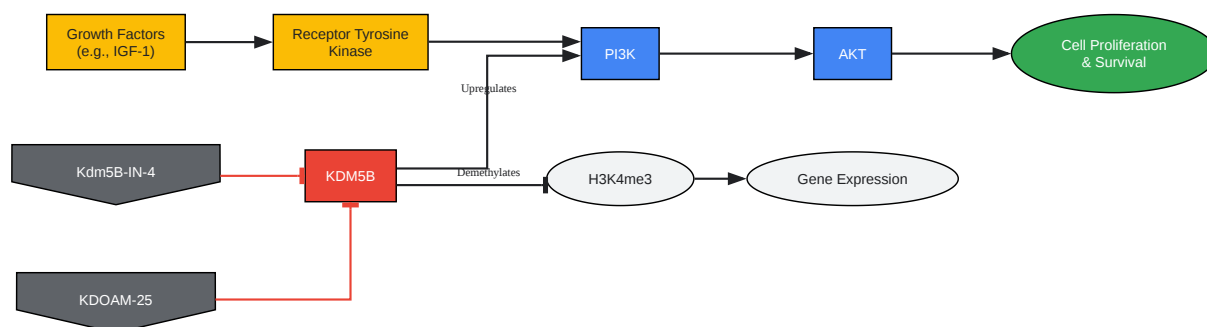 Growth Factors
(e.g., IGF-1)
Receptor Tyrosine
Kinase
PI3K
AKT
Cell Proliferation
& Survival
Upregulates
Kdm5B-IN-4
KDM5B
Demethylates
H3K4me3
Gene Expression
KDOAM-25